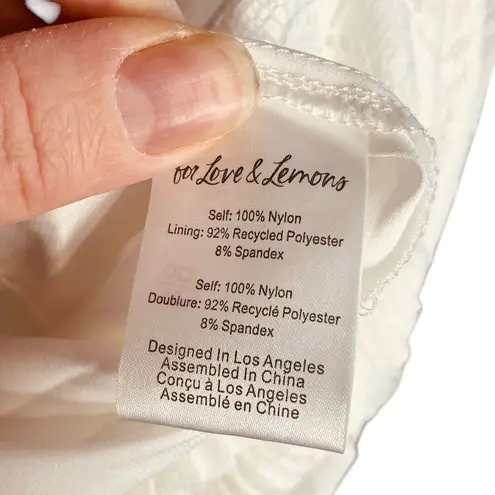 for Love & Lemons
Self: 100% Nylon
Lining: 92% Recycled Polyester
8% Spandex
Self: 100% Nylon
Doublure: 92% Recyclé Polyester
8% Spandex
Designed In Los Angeles
Assembled In China
Conçu à Los Angeles
Assemblé en Chine